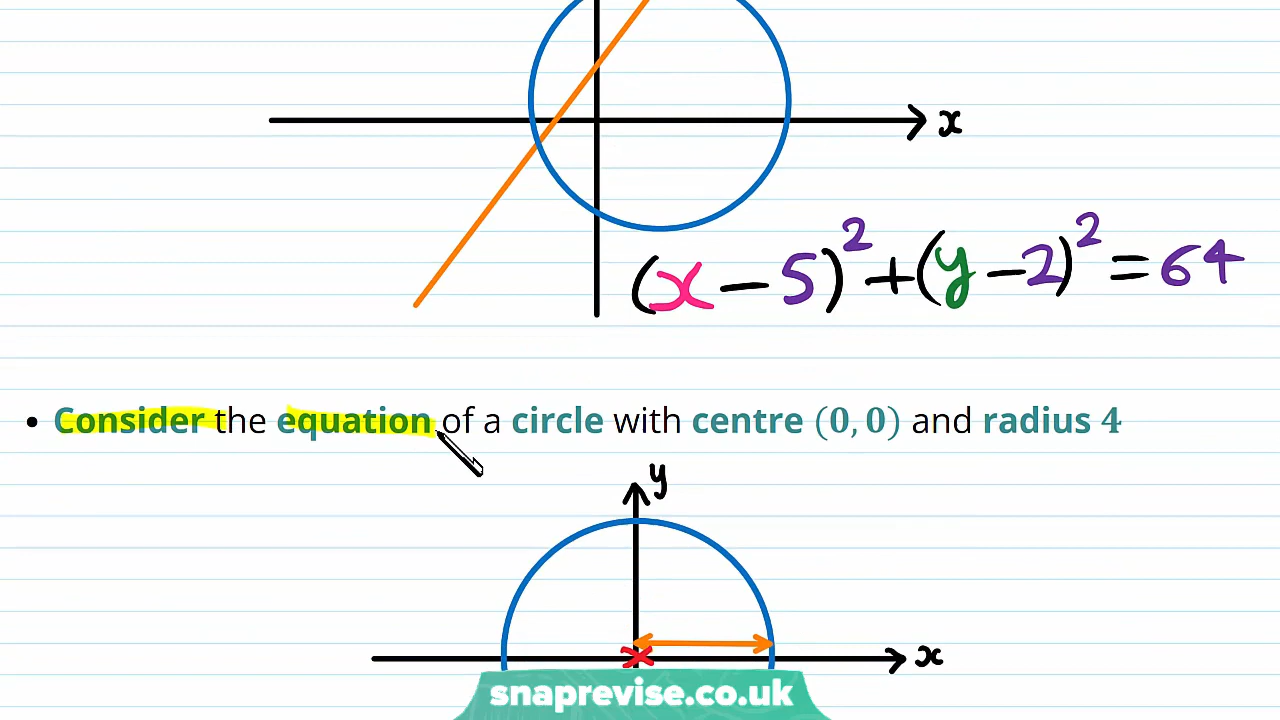 x
(x - 5)² + (y - 2)² = 64
• Consider the equation of a circle with centre (0, 0) and radius 4
y
x
snaprevise.co.uk